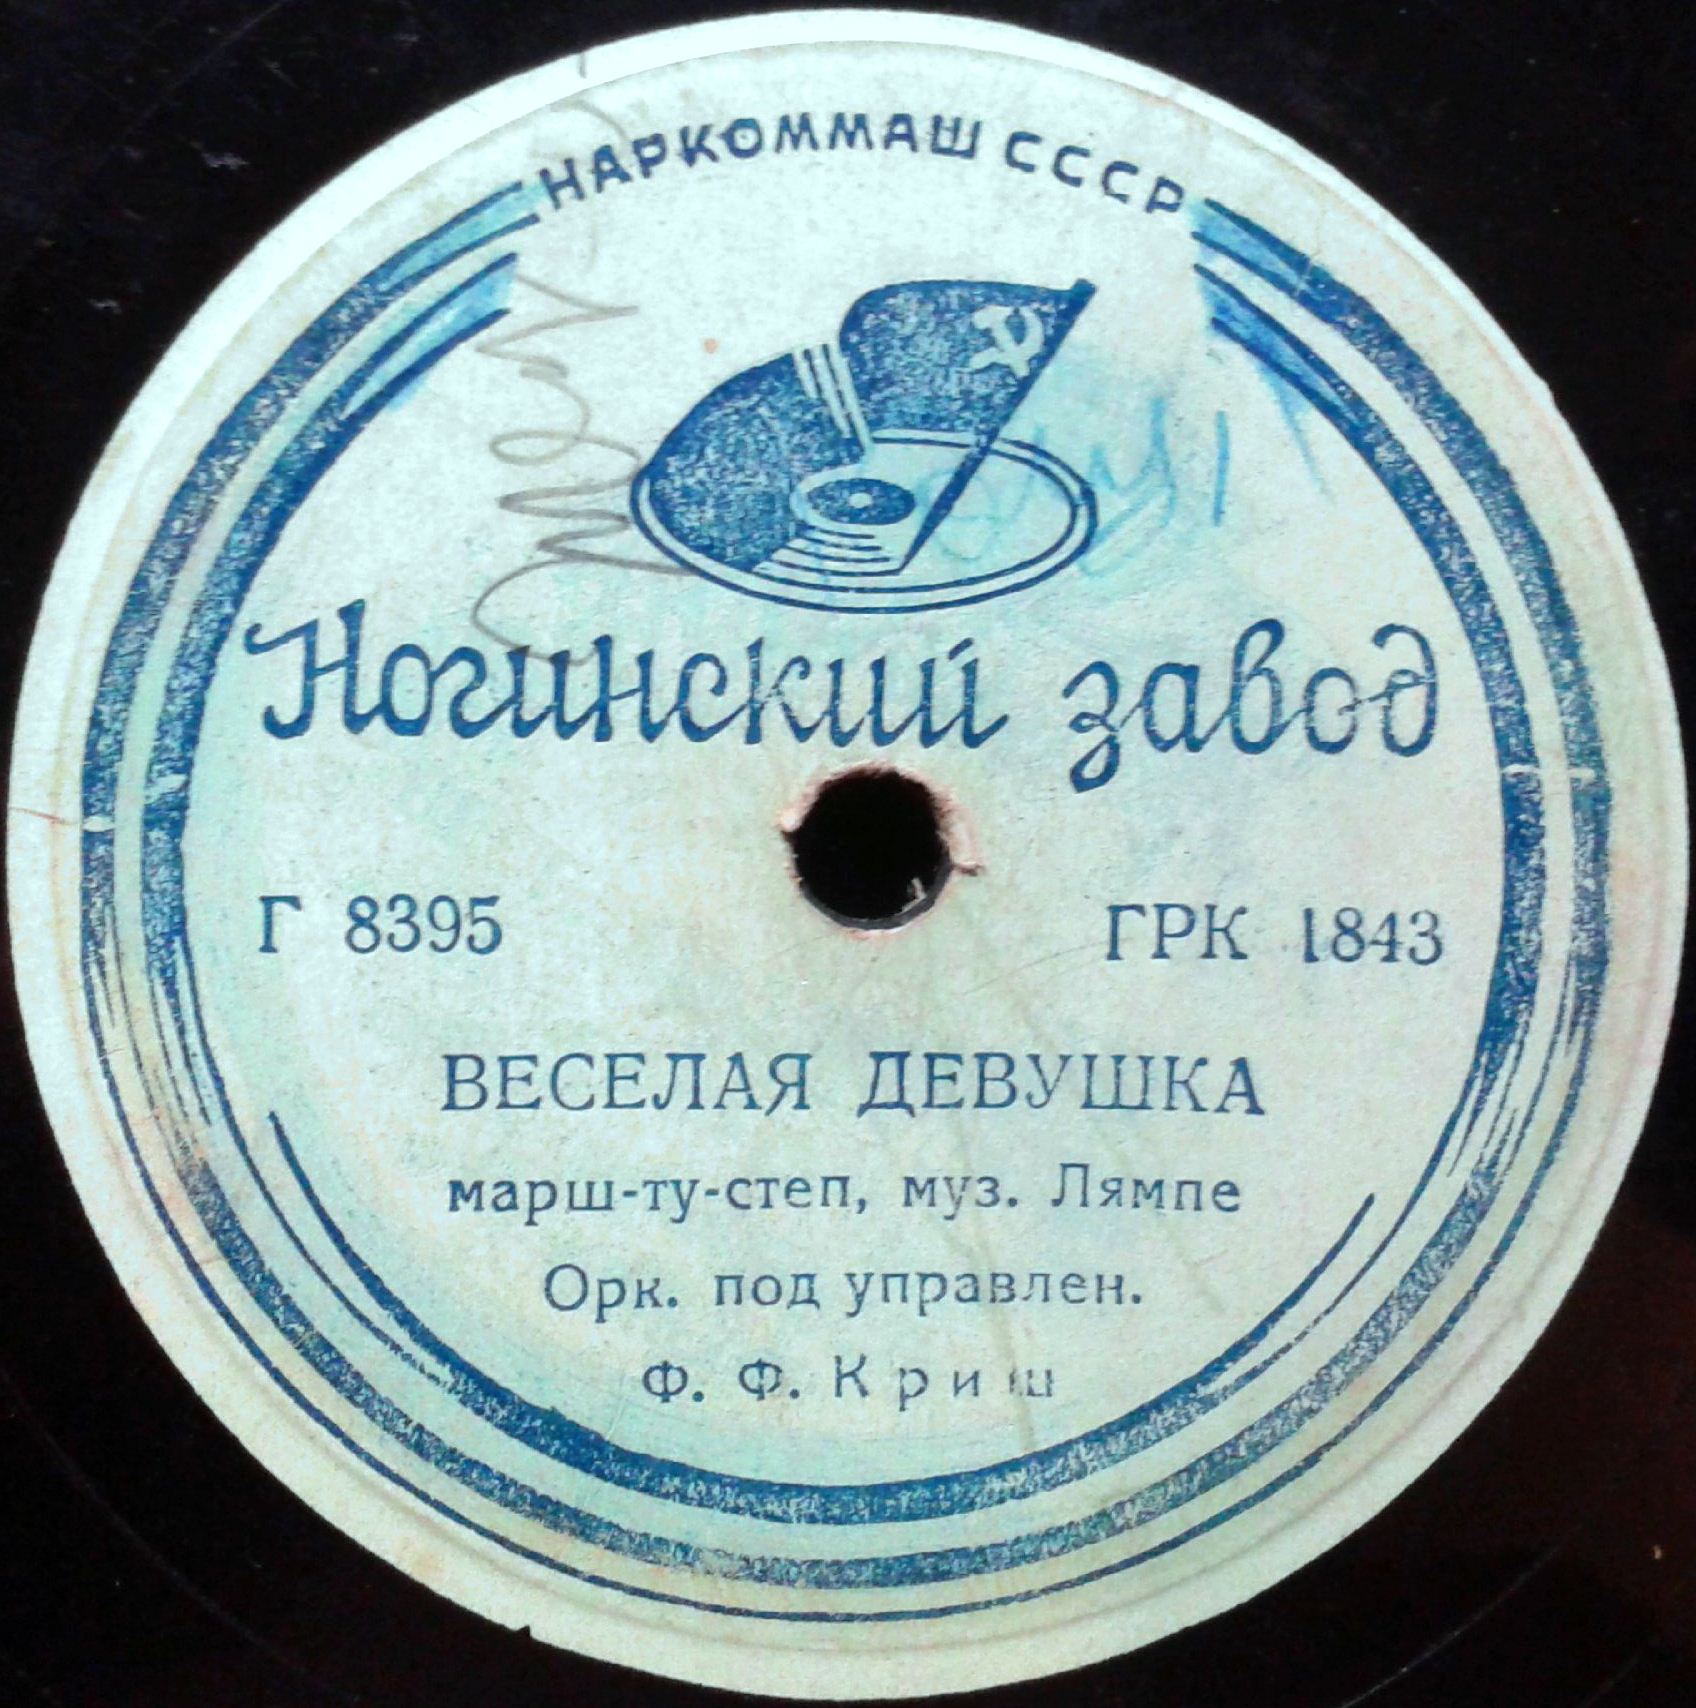 НАРКОММАШ СССР
Ногинский завод
Г 8395 ГРК 1843
ВЕСЕЛАЯ ДЕВУШКА
марш-ту-степ, муз. Лямпе
Орк. под управлен.
Ф. Ф. Криш